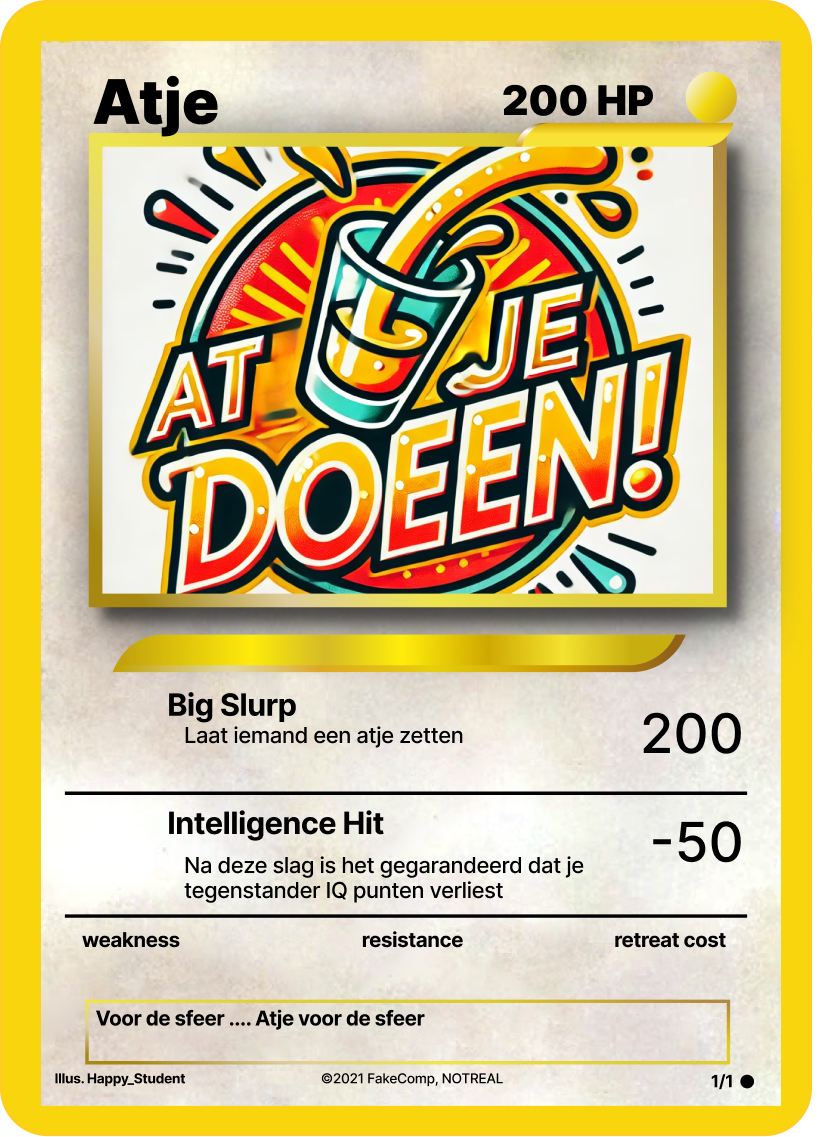 Atje
200 HP
AT JE
DOEEN!
Big Slurp
Laat iemand een atje zetten
200
Intelligence Hit
-50
Na deze slag is het gegarandeerd dat je
tegenstander IQ punten verliest
weakness resistance retreat cost
Voor de sfeer .... Atje voor de sfeer
Illus. Happy_Student ©2021 FakeComp, NOTREAL 1/1 ●